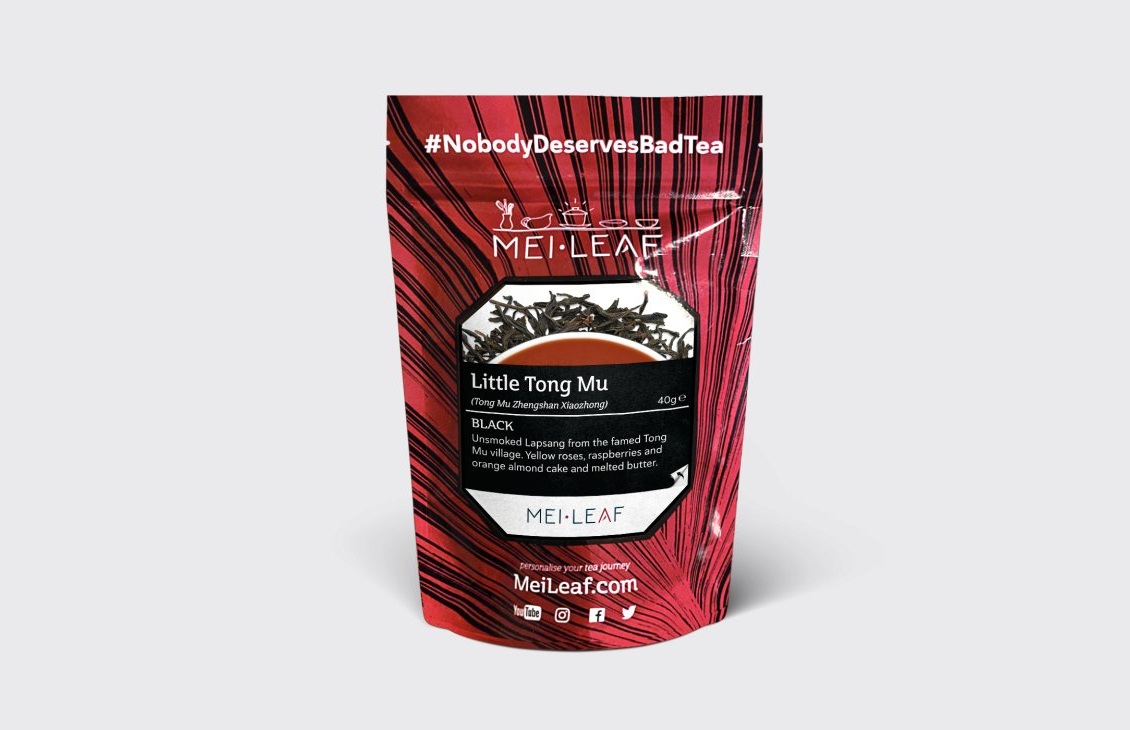 #NobodyDeservesBadTea
MEI·LEAF
Little Tong Mu
(Tong Mu Zhengshan Xiaozhong)
40g ℮
BLACK
Unsmoked Lapsang from the famed Tong
Mu village. Yellow roses, raspberries and
orange almond cake and melted butter.
MEI·LEAF
personalise your tea journey
MeiLeaf.com
YouTube